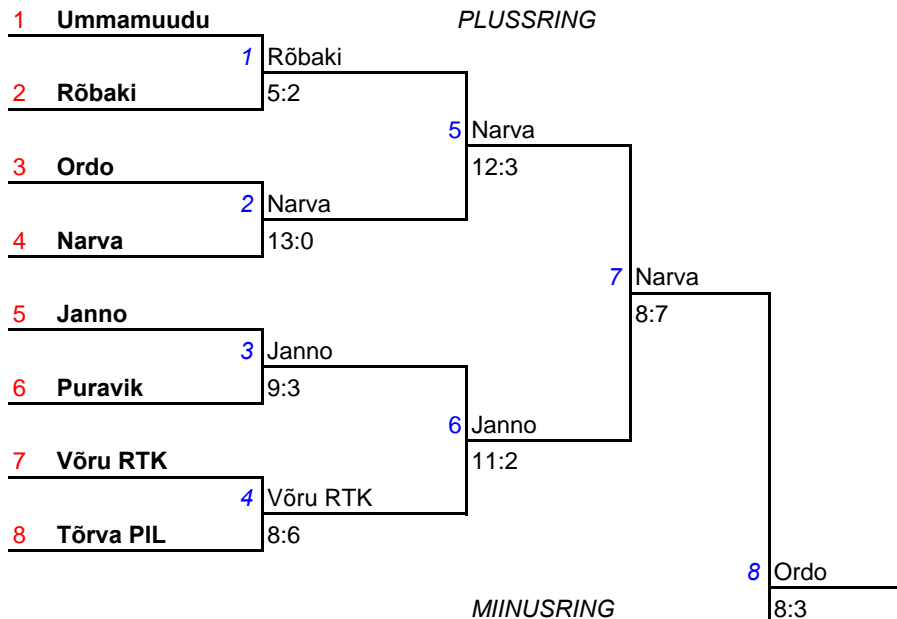 1 Ummamuudu PLUSSRING
1 Rõbaki
2 Rõbaki 5:2
5 Narva
3 Ordo 12:3
2 Narva
4 Narva 13:0
7 Narva
5 Janno 8:7
3 Janno
6 Puravik 9:3
6 Janno
7 Võru RTK 11:2
4 Võru RTK
8 Tõrva PIL 8:6
8 Ordo
MIINUSRING 8:3